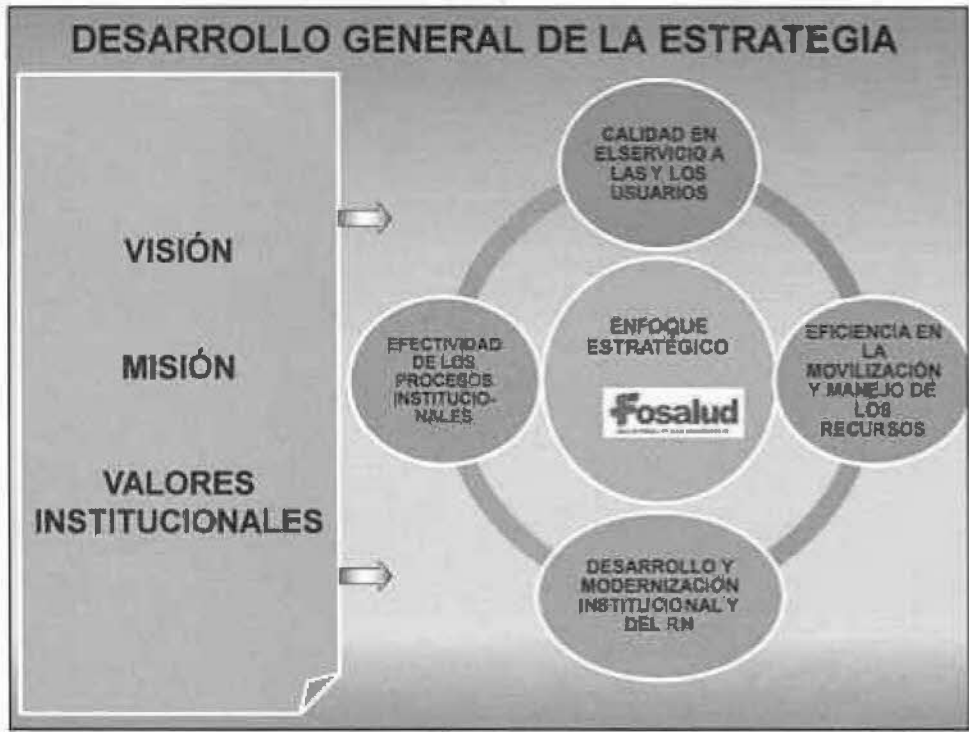 DESARROLLO GENERAL DE LA ESTRATEGIA
VISIÓN
MISIÓN
VALORES
INSTITUCIONALES
CALIDAD EN
ELSERVICIO A
LAS Y LOS
USUARIOS
EFECTIVIDAD
DE LOS
PROCESOS
INSTITUCIO-
NALES
ENFOQUE
ESTRATÉGICO
Fosalud
EFICIENCIA EN
LA
MOVILIZACIÓN
Y MANEJO DE
LOS
RECURSOS
DESARROLLO Y
MODERNIZACIÓN
INSTITUCIONAL Y
DEL RN